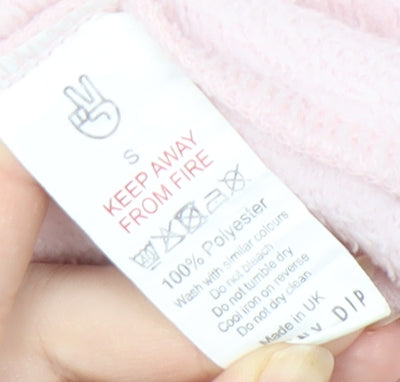 S
KEEP AWAY
FROM FIRE
100% Polyester
Wash with similar colours
Do not bleach
Do not tumble dry
Cool iron on reverse
Do not dry clean
Made in UK
DIP